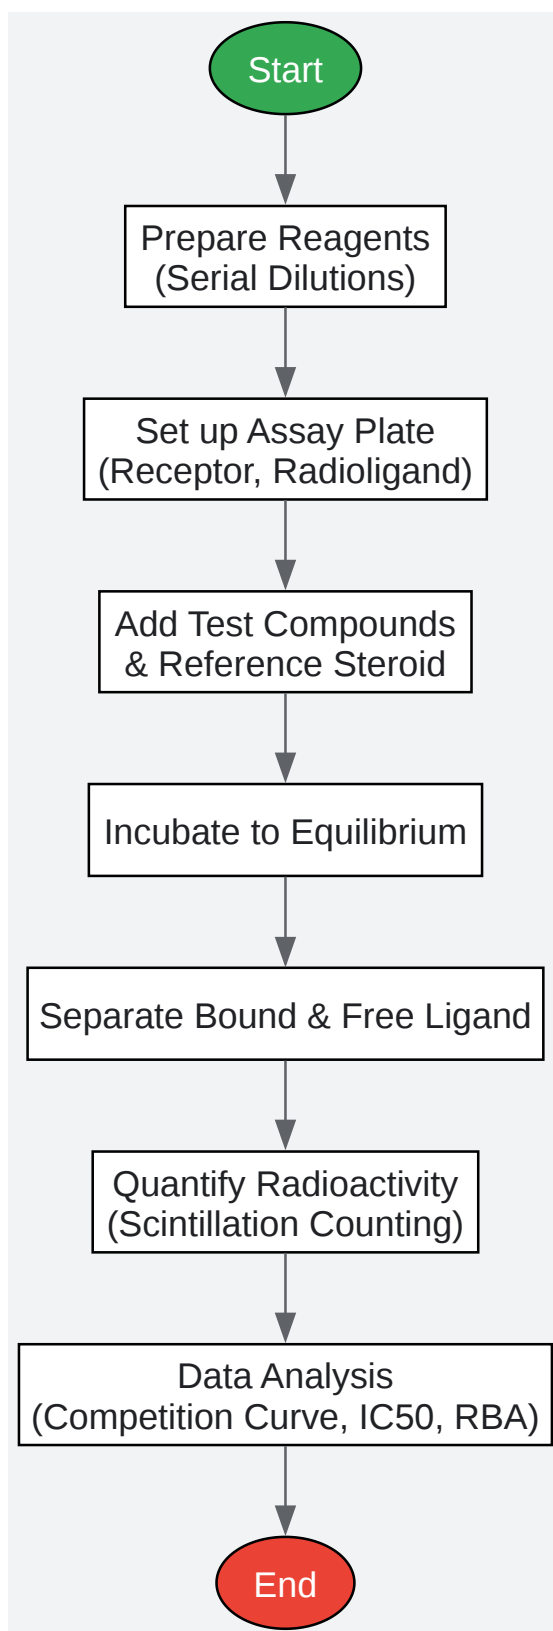 Start
Prepare Reagents
(Serial Dilutions)
Set up Assay Plate
(Receptor, Radioligand)
Add Test Compounds
& Reference Steroid
Incubate to Equilibrium
Separate Bound & Free Ligand
Quantify Radioactivity
(Scintillation Counting)
Data Analysis
(Competition Curve, IC50, RBA)
End